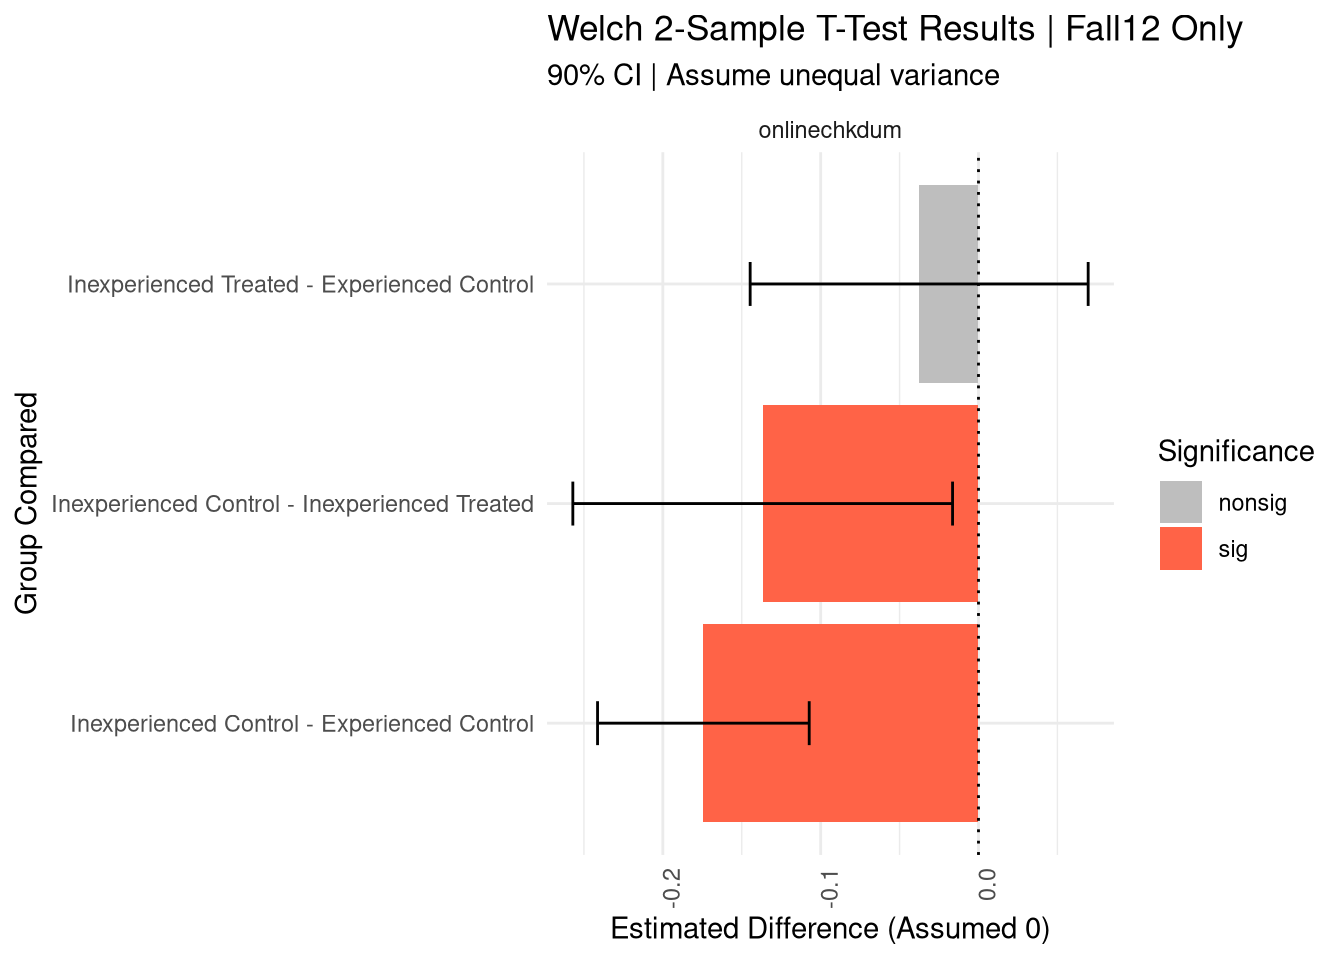 Welch 2-Sample T-Test Results | Fall12 Only
90% CI | Assume unequal variance
onlinechkdum
Inexperienced Treated - Experienced Control
Inexperienced Control - Inexperienced Treated
Inexperienced Control - Experienced Control
Group Compared
-0.2
-0.1
0.0
Estimated Difference (Assumed 0)
Significance
nonsig
sig